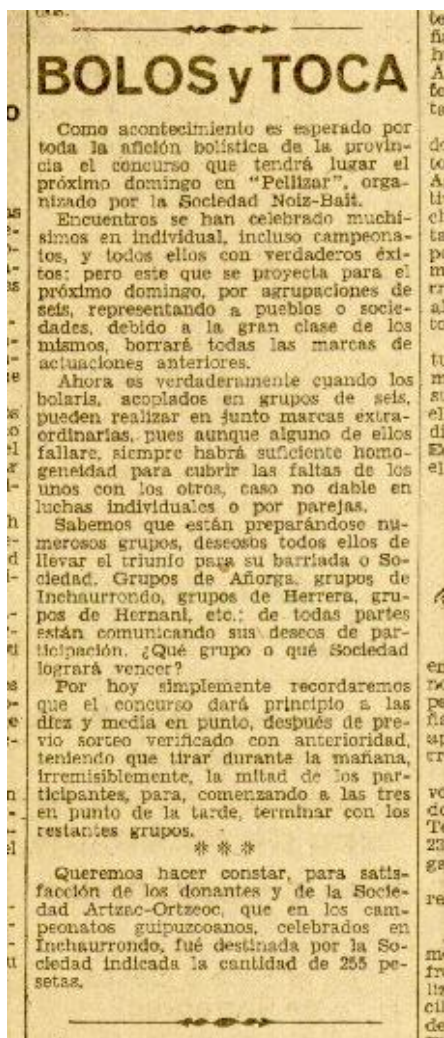 BOLOS y TOCA
Como acontecimiento es esperado por
toda la afición bolística de la provin-
cia el concurso que tendrá lugar el
próximo domingo en "Pellizar", orga-
nizado por la Sociedad Noiz-Bait.
Encuentros se han celebrado muchí-
simos en individual, incluso campeona-
tos, y todos ellos con verdaderos éxi-
tos; pero este que se proyecta para el
próximo domingo, por agrupaciones de
seis, representando a pueblos o socie-
dades, debido a la gran clase de los
mismos, borrará todas las marcas de
actuaciones anteriores.
Ahora es verdaderamente cuando los
bolaris, acoplados en grupos de seis,
pueden realizar en junto marcas extra-
ordinarias, pues aunque alguno de ellos
fallare, siempre habrá suficiente homo-
geneidad para cubrir las faltas de los
unos con los otros, caso no dable en
luchas individuales o por parejas.
Sabemos que están preparándose nu-
merosos grupos, deseosos todos ellos de
llevar el triunfo para su barriada o So-
ciedad. Grupos de Añorga, grupos de
Inchaurrondo, grupos de Herrera, gru-
pos de Hernani, etc.; de todas partes
están comunicando sus deseos de par-
ticipación. ¿Qué grupo o qué Sociedad
logrará vencer?
Por hoy simplemente recordaremos
que el concurso dará principio a las
diez y media en punto, después de pre-
vio sorteo verificado con anterioridad,
teniendo que tirar durante la mañana,
irremisiblemente, la mitad de los par-
ticipantes, para, comenzando a las tres
en punto de la tarde, terminar con los
restantes grupos.
* * *
Queremos hacer constar, para satis-
facción de los donantes y de la Socie-
dad Artzac-Ortzeoc, que en los cam-
peonatos guipuzcoanos, celebrados en
Inchaurrondo, fué destinada por la So-
ciedad indicada la cantidad de 255 pe-
setas.